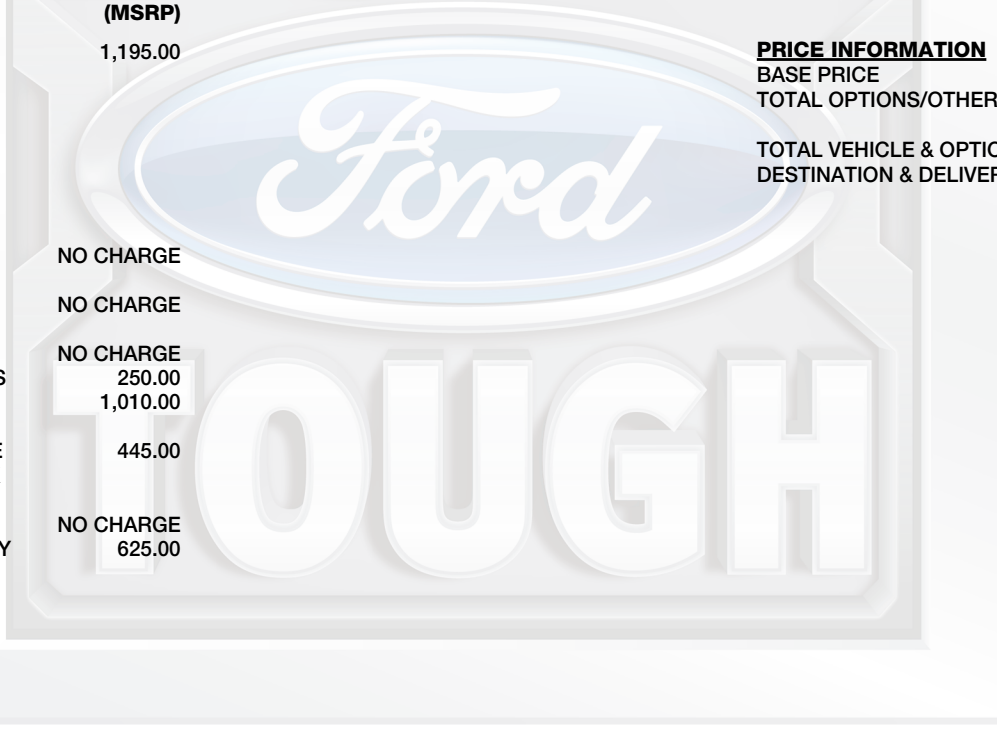 (MSRP)
1,195.00
PRICE INFORMATION
BASE PRICE
TOTAL OPTIONS/OTHER
TOTAL VEHICLE & OPTIO
DESTINATION & DELIVER
NO CHARGE
NO CHARGE
NO CHARGE
S 250.00
1,010.00
E 445.00
NO CHARGE
Y 625.00
Ford
TOUGH